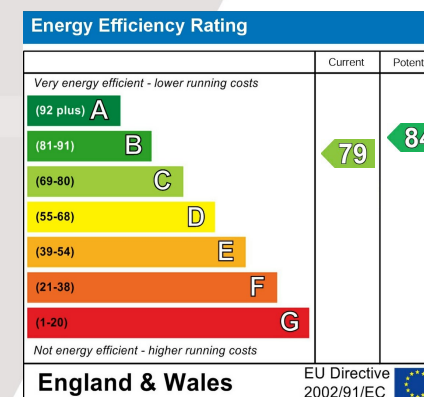 Energy Efficiency Rating
Current Potent
Very energy efficient - lower running costs
(92 plus) A
(81-91) B
84
(69-80) C
79
(55-68) D
(39-54) E
(21-38) F
(1-20) G
Not energy efficient - higher running costs
England & Wales
EU Directive
2002/91/EC